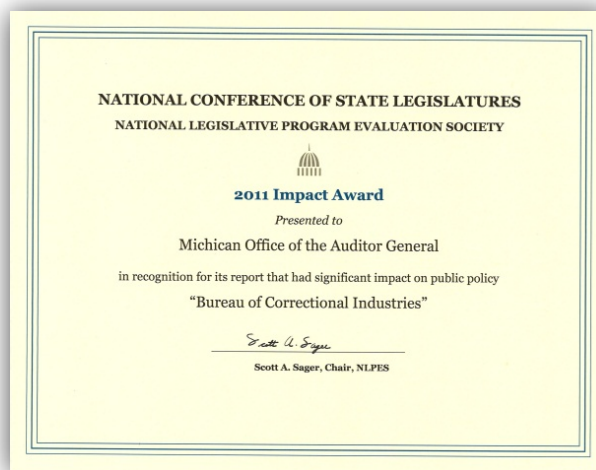 NATIONAL CONFERENCE OF STATE LEGISLATURES
NATIONAL LEGISLATIVE PROGRAM EVALUATION SOCIETY
2011 Impact Award
Presented to
Michican Office of the Auditor General
in recognition for its report that had significant impact on public policy
“Bureau of Correctional Industries”
Scott A. Sager
Scott A. Sager, Chair, NLPES